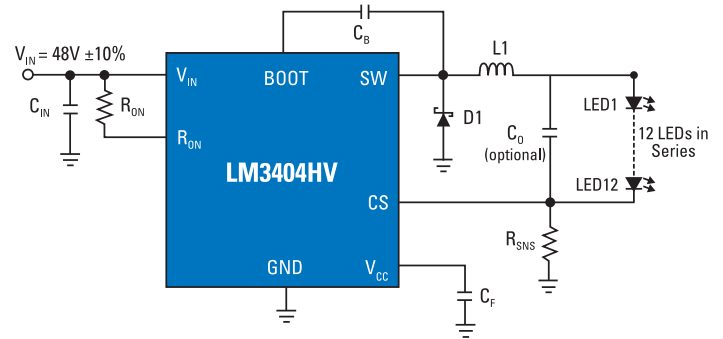 V_IN = 48V ±10%
C_B
L1
V_IN
BOOT
SW
C_IN
R_ON
D1
LED1
R_ON
C_O
(optional)
12 LEDs in
Series
LM3404HV
LED12
CS
R_SNS
GND
V_CC
C_F